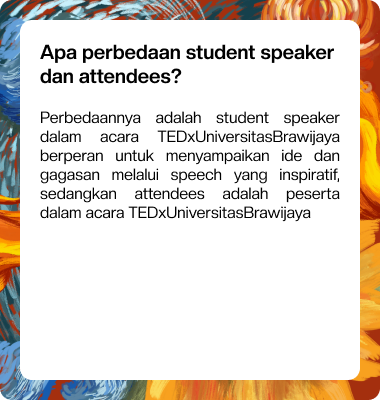 Apa perbedaan student speaker
dan attendees?
Perbedaannya adalah student speaker
dalam acara TEDxUniversitasBrawijaya
berperan untuk menyampaikan ide dan
gagasan melalui speech yang inspiratif,
sedangkan attendees adalah peserta
dalam acara TEDxUniversitasBrawijaya